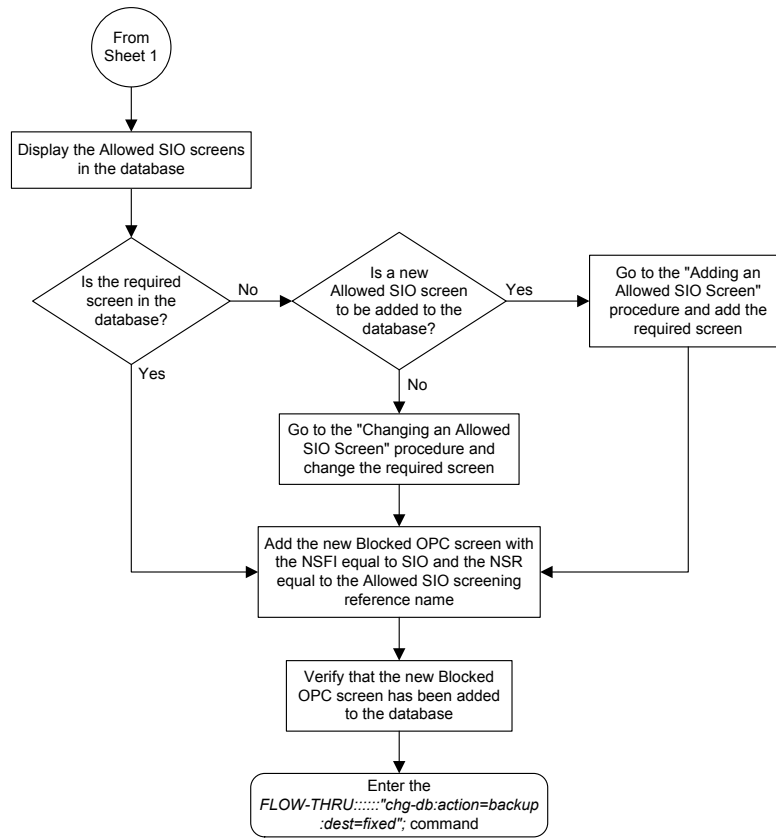 From
Sheet 1
Display the Allowed SIO screens
in the database
Is the required
screen in the
database?
No
Yes
Is a new
Allowed SIO screen
to be added to the
database?
Yes
No
Go to the "Adding an
Allowed SIO Screen"
procedure and add the
required screen
Go to the "Changing an Allowed
SIO Screen" procedure and
change the required screen
Add the new Blocked OPC screen with
the NSFI equal to SIO and the NSR
equal to the Allowed SIO screening
reference name
Verify that the new Blocked
OPC screen has been added
to the database
Enter the
FLOW-THRU::::::"chg-db:action=backup
:dest=fixed"; command